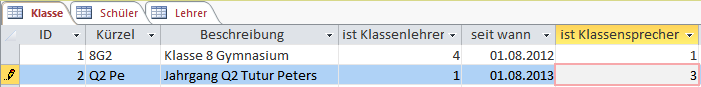 Klasse Schüler Lehrer
ID Kürzel Beschreibung ist Klassenlehrer seit wann ist Klassensprecher
1 8G2 Klasse 8 Gymnasium 4 01.08.2012 1
2 Q2 Pe Jahrgang Q2 Tutur Peters 1 01.08.2013 3